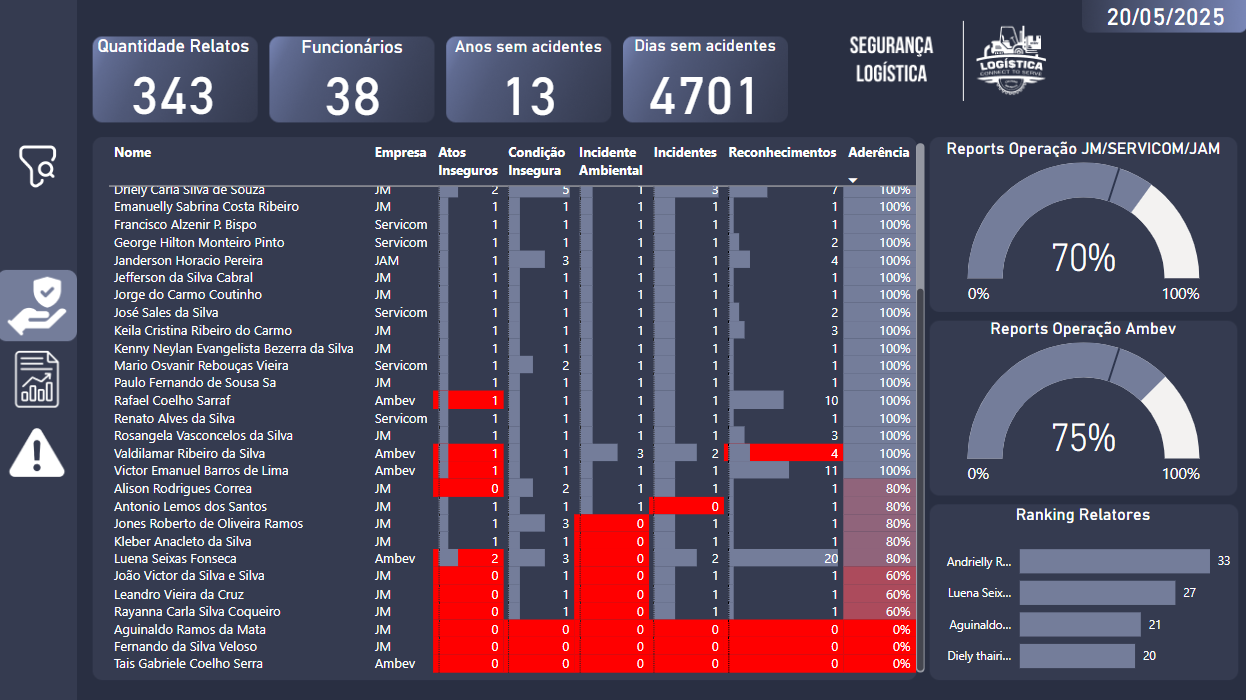 20/05/2025
Quantidade Relatos
343
Funcionários
38
Anos sem acidentes
13
Dias sem acidentes
4701
SEGURANÇA
LOGÍSTICA
LOGÍSTICA
CONNECT TO SERVE
Nome Empresa Atos Inseguros Condição Insegura Incidente Ambiental Incidentes Reconhecimentos Aderência
Driely Carla Silva de Souza JM 2 5 1 3 7 100%
Emanuelly Sabrina Costa Ribeiro JM 1 1 1 1 1 100%
Francisco Alzenir P. Bispo Servicom 1 1 1 1 1 100%
George Hilton Monteiro Pinto Servicom 1 1 1 1 2 100%
Janderson Horacio Pereira JAM 1 3 1 1 4 100%
Jefferson da Silva Cabral JM 1 1 1 1 1 100%
Jorge do Carmo Coutinho JM 1 1 1 1 1 100%
José Sales da Silva Servicom 1 1 1 1 2 100%
Keila Cristina Ribeiro do Carmo JM 1 1 1 1 3 100%
Kenny Neylan Evangelista Bezerra da Silva JM 1 1 1 1 1 100%
Mario Osvanir Rebouças Vieira Servicom 1 2 1 1 1 100%
Paulo Fernando de Sousa Sa JM 1 1 1 1 1 100%
Rafael Coelho Sarraf Ambev 1 1 1 1 10 100%
Renato Alves da Silva Servicom 1 1 1 1 1 100%
Rosangela Vasconcelos da Silva JM 1 1 1 1 3 100%
Valdilamar Ribeiro da Silva Ambev 1 1 3 2 4 100%
Victor Emanuel Barros de Lima Ambev 1 1 1 1 11 100%
Alison Rodrigues Correa JM 0 2 1 1 1 80%
Antonio Lemos dos Santos JM 1 1 1 0 1 80%
Jones Roberto de Oliveira Ramos JM 1 3 0 1 1 80%
Kleber Anacleto da Silva JM 1 1 0 1 1 80%
Luena Seixas Fonseca Ambev 2 3 0 2 20 80%
João Victor da Silva e Silva JM 0 1 0 1 1 60%
Leandro Vieira da Cruz JM 0 1 0 1 1 60%
Rayanna Carla Silva Coqueiro JM 0 1 0 1 1 60%
Aguinaldo Ramos da Mata JM 0 0 0 0 0 0%
Fernando da Silva Veloso JM 0 0 0 0 0 0%
Tais Gabriele Coelho Serra Ambev 0 0 0 0 0 0%
Reports Operação JM/SERVICOM/JAM
70%
0% 100%
Reports Operação Ambev
75%
0% 100%
Ranking Relatores
Andrielly R... 33
Luena Seix... 27
Aguinaldo... 21
Diely thairi... 20